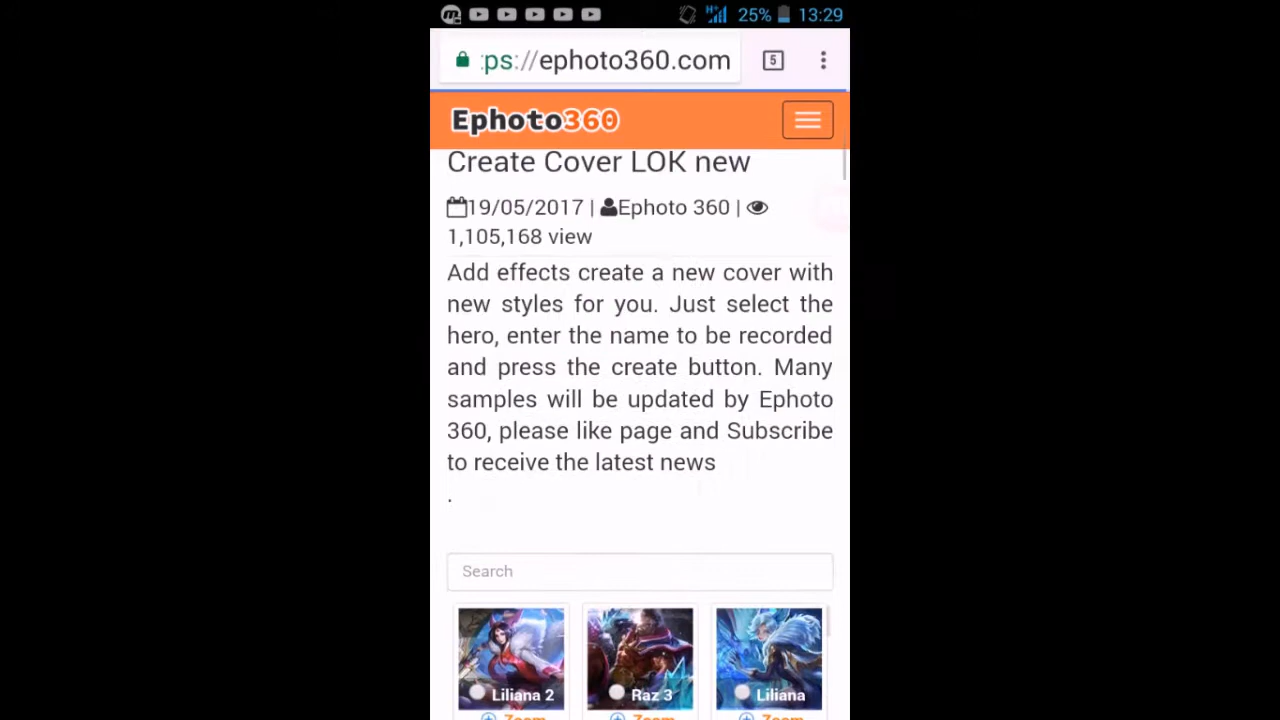 25% 13:29
:ps://ephoto360.com 5
Ephoto360
Create Cover LOK new
19/05/2017 | Ephoto 360 |
1,105,168 view
Add effects create a new cover with
new styles for you. Just select the
hero, enter the name to be recorded
and press the create button. Many
samples will be updated by Ephoto
360, please like page and Subscribe
to receive the latest news
.
Search
Liliana 2 Raz 3 Liliana
Zoom Zoom Zoom